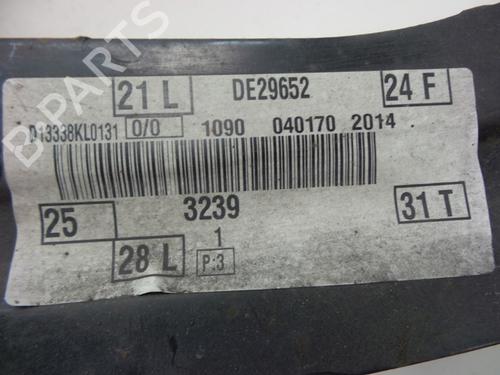 21 L DE29652 24 F
D13338KL0131 0/0 1090 040170 2014
25 3239 31 T
1
28 L P:3
B-PARTS